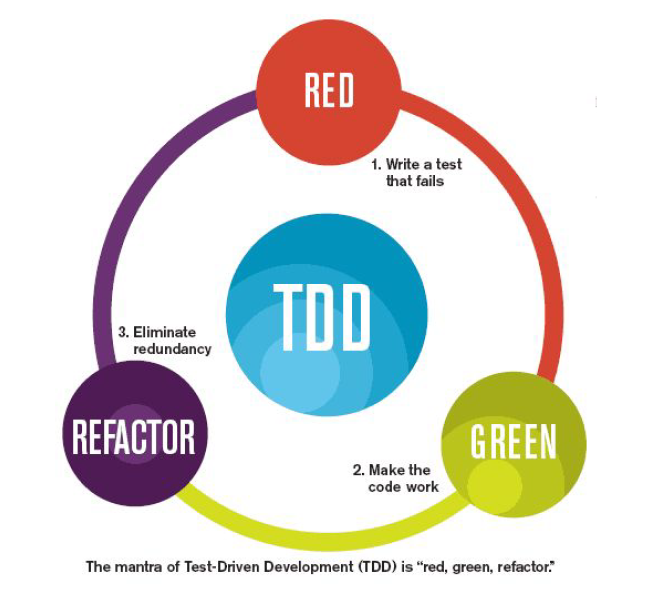 RED
1. Write a test
that fails
TDD
3. Eliminate
redundancy
REFACTOR
GREEN
2. Make the
code work
The mantra of Test-Driven Development (TDD) is “red, green, refactor.”